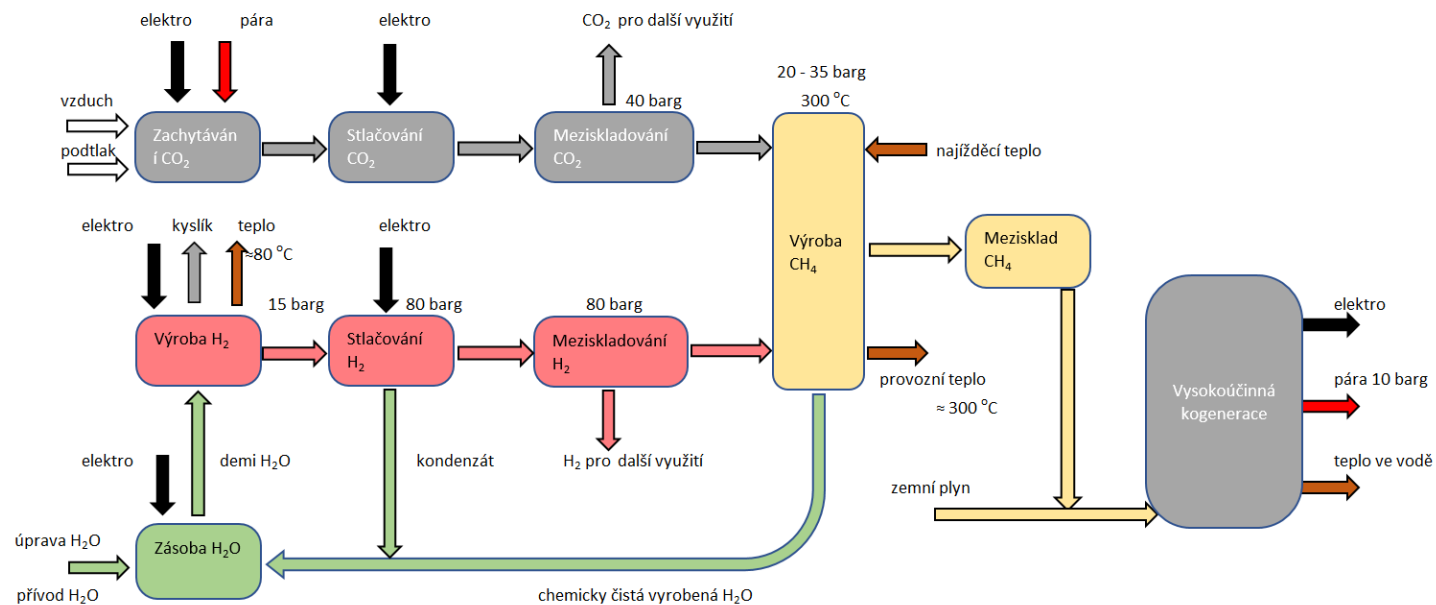 elektro
pára
elektro
CO₂ pro další využití
20 - 35 barg
300 °C
vzduch
podtlak
Zachytáván
í CO₂
Stlačování
CO₂
40 barg
Meziskladování
CO₂
najížděcí teplo
elektro
kyslík
teplo
≈80 °C
elektro
15 barg
80 barg
80 barg
Výroba H₂
Stlačování
H₂
Meziskladování
H₂
Výroba
CH₄
Mezisklad
CH₄
provozní teplo
≈ 300 °C
elektro
pára 10 barg
teplo ve vodě
Vysokoúčinná
kogenerace
elektro
demi H₂O
kondenzát
H₂ pro další využití
zemní plyn
úprava H₂O
přívod H₂O
Zásoba H₂O
chemicky čistá vyrobená H₂O